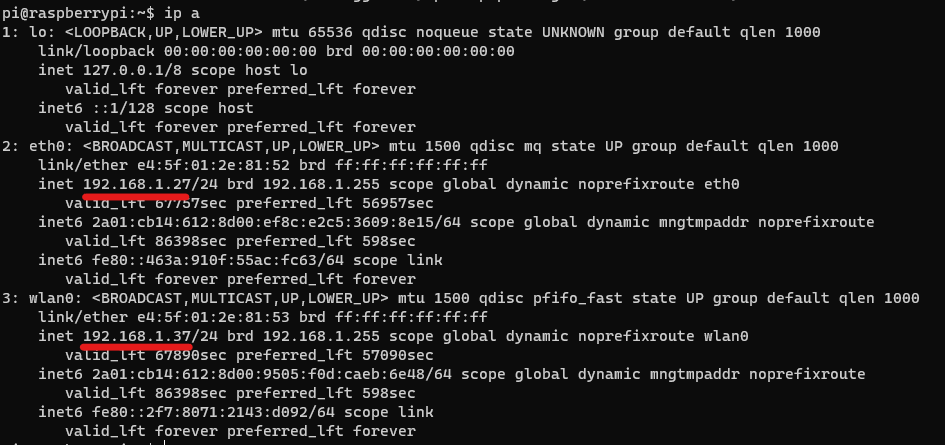 pi@raspberrypi:~$ ip a
1: lo: <LOOPBACK,UP,LOWER_UP> mtu 65536 qdisc noqueue state UNKNOWN group default qlen 1000
link/loopback 00:00:00:00:00:00 brd 00:00:00:00:00:00
inet 127.0.0.1/8 scope host lo
valid_lft forever preferred_lft forever
inet6 ::1/128 scope host
valid_lft forever preferred_lft forever
2: eth0: <BROADCAST,MULTICAST,UP,LOWER_UP> mtu 1500 qdisc mq state UP group default qlen 1000
link/ether e4:5f:01:2e:81:52 brd ff:ff:ff:ff:ff:ff
inet 192.168.1.27/24 brd 192.168.1.255 scope global dynamic noprefixroute eth0
valid_lft 67757sec preferred_lft 56957sec
inet6 2a01:cb14:612:8d00:ef8c:e2c5:3609:8e15/64 scope global dynamic mngtmpaddr noprefixroute
valid_lft 86398sec preferred_lft 598sec
inet6 fe80::463a:910f:55ac:fc63/64 scope link
valid_lft forever preferred_lft forever
3: wlan0: <BROADCAST,MULTICAST,UP,LOWER_UP> mtu 1500 qdisc pfifo_fast state UP group default qlen 1000
link/ether e4:5f:01:2e:81:53 brd ff:ff:ff:ff:ff:ff
inet 192.168.1.37/24 brd 192.168.1.255 scope global dynamic noprefixroute wlan0
valid_lft 67890sec preferred_lft 57090sec
inet6 2a01:cb14:612:8d00:9505:f0d:caeb:6e48/64 scope global dynamic mngtmpaddr noprefixroute
valid_lft 86398sec preferred_lft 598sec
inet6 fe80::2f7:8071:2143:d092/64 scope link
valid_lft forever preferred_lft forever